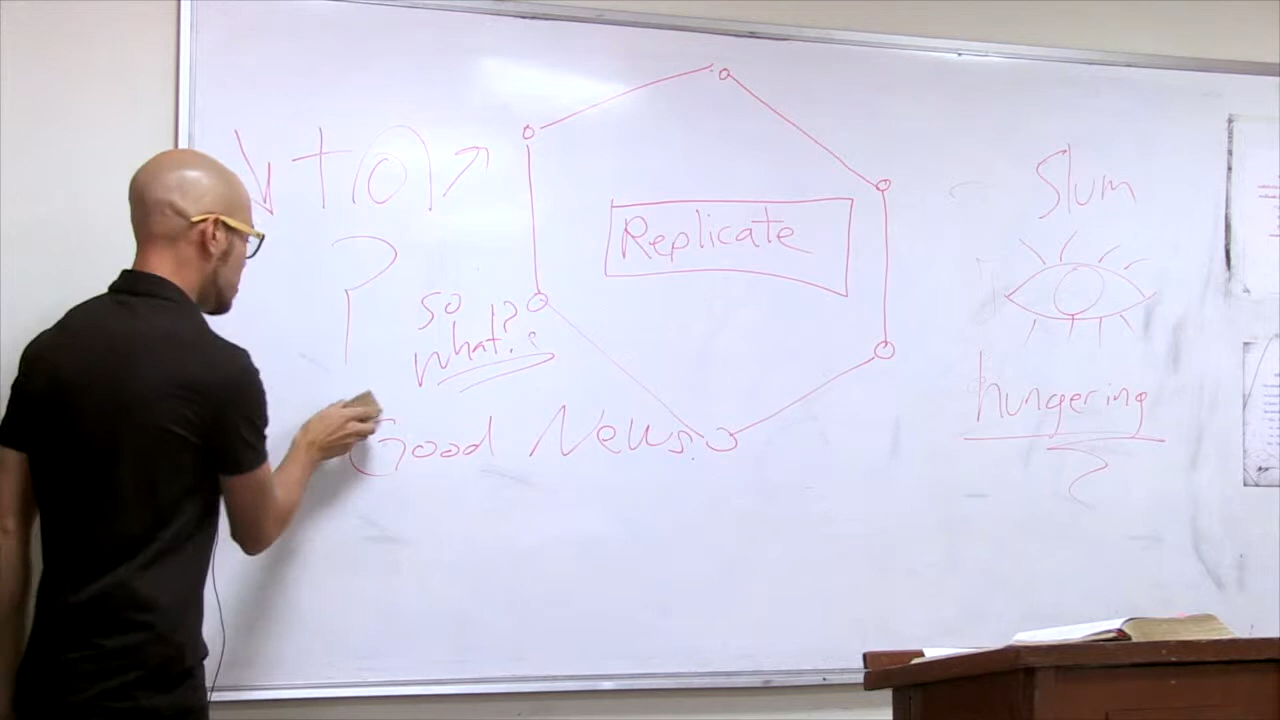 ?
so
what!?
Good News.
Replicate
Slum
hungering